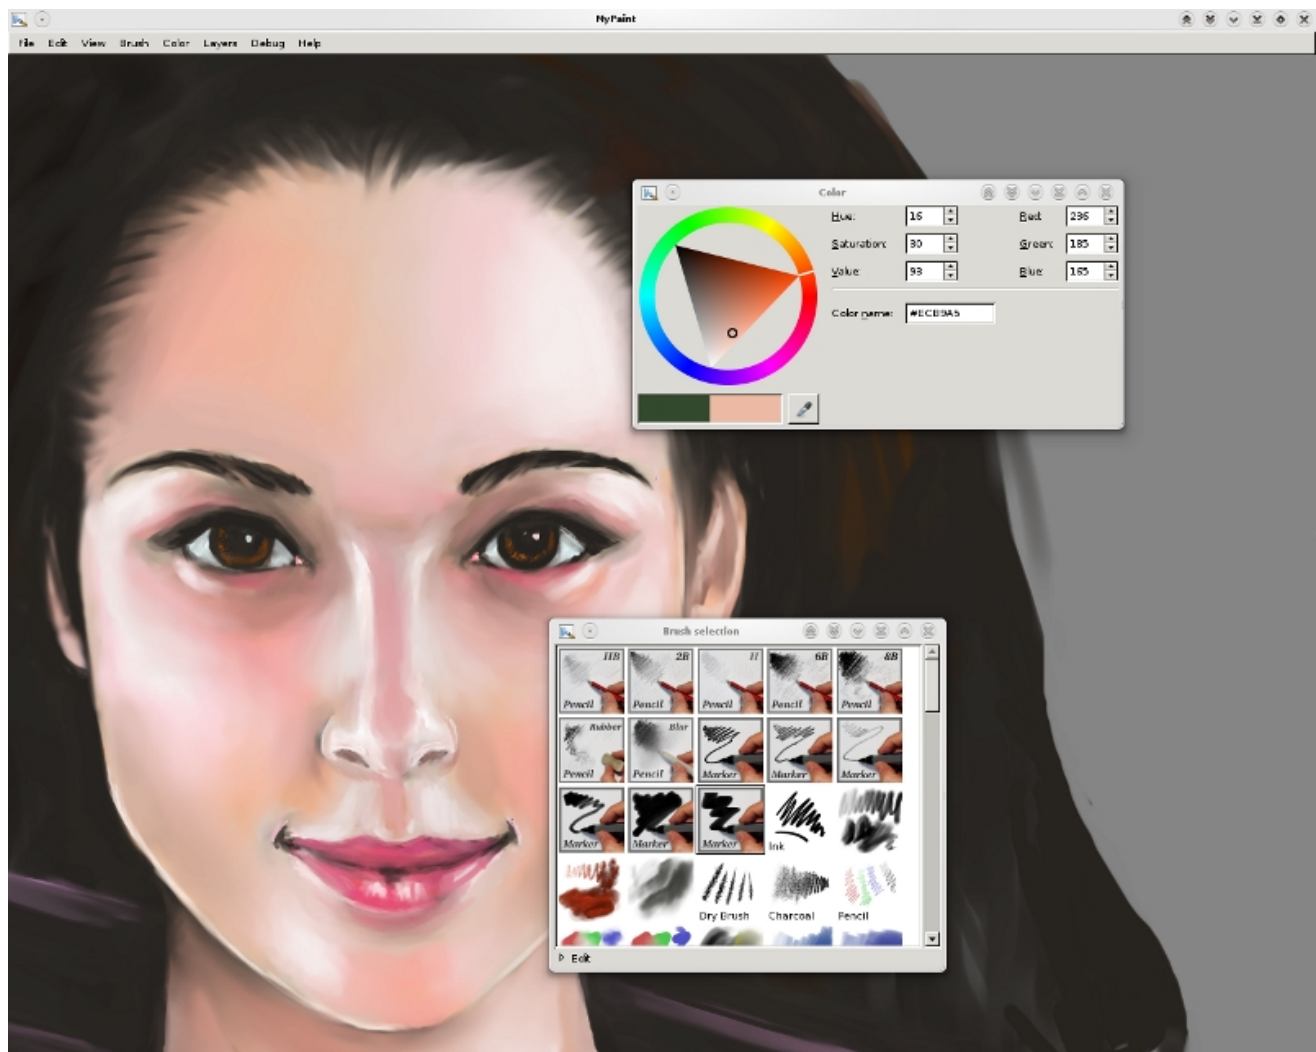 MyPaint
File Edit View Brush Color Layers Debug Help
Color
Hue: 16 Red: 236
Saturation: 30 Green: 185
Value: 93 Blue: 165
Color name: #ECB9A5
Brush selection
HB 2B H 6B 8B
Pencil Pencil Pencil Pencil Pencil
Rubber Blur
Pencil Pencil Marker Marker Marker
Marker Marker Marker Ink
Dry Brush Charcoal Pencil
Edit